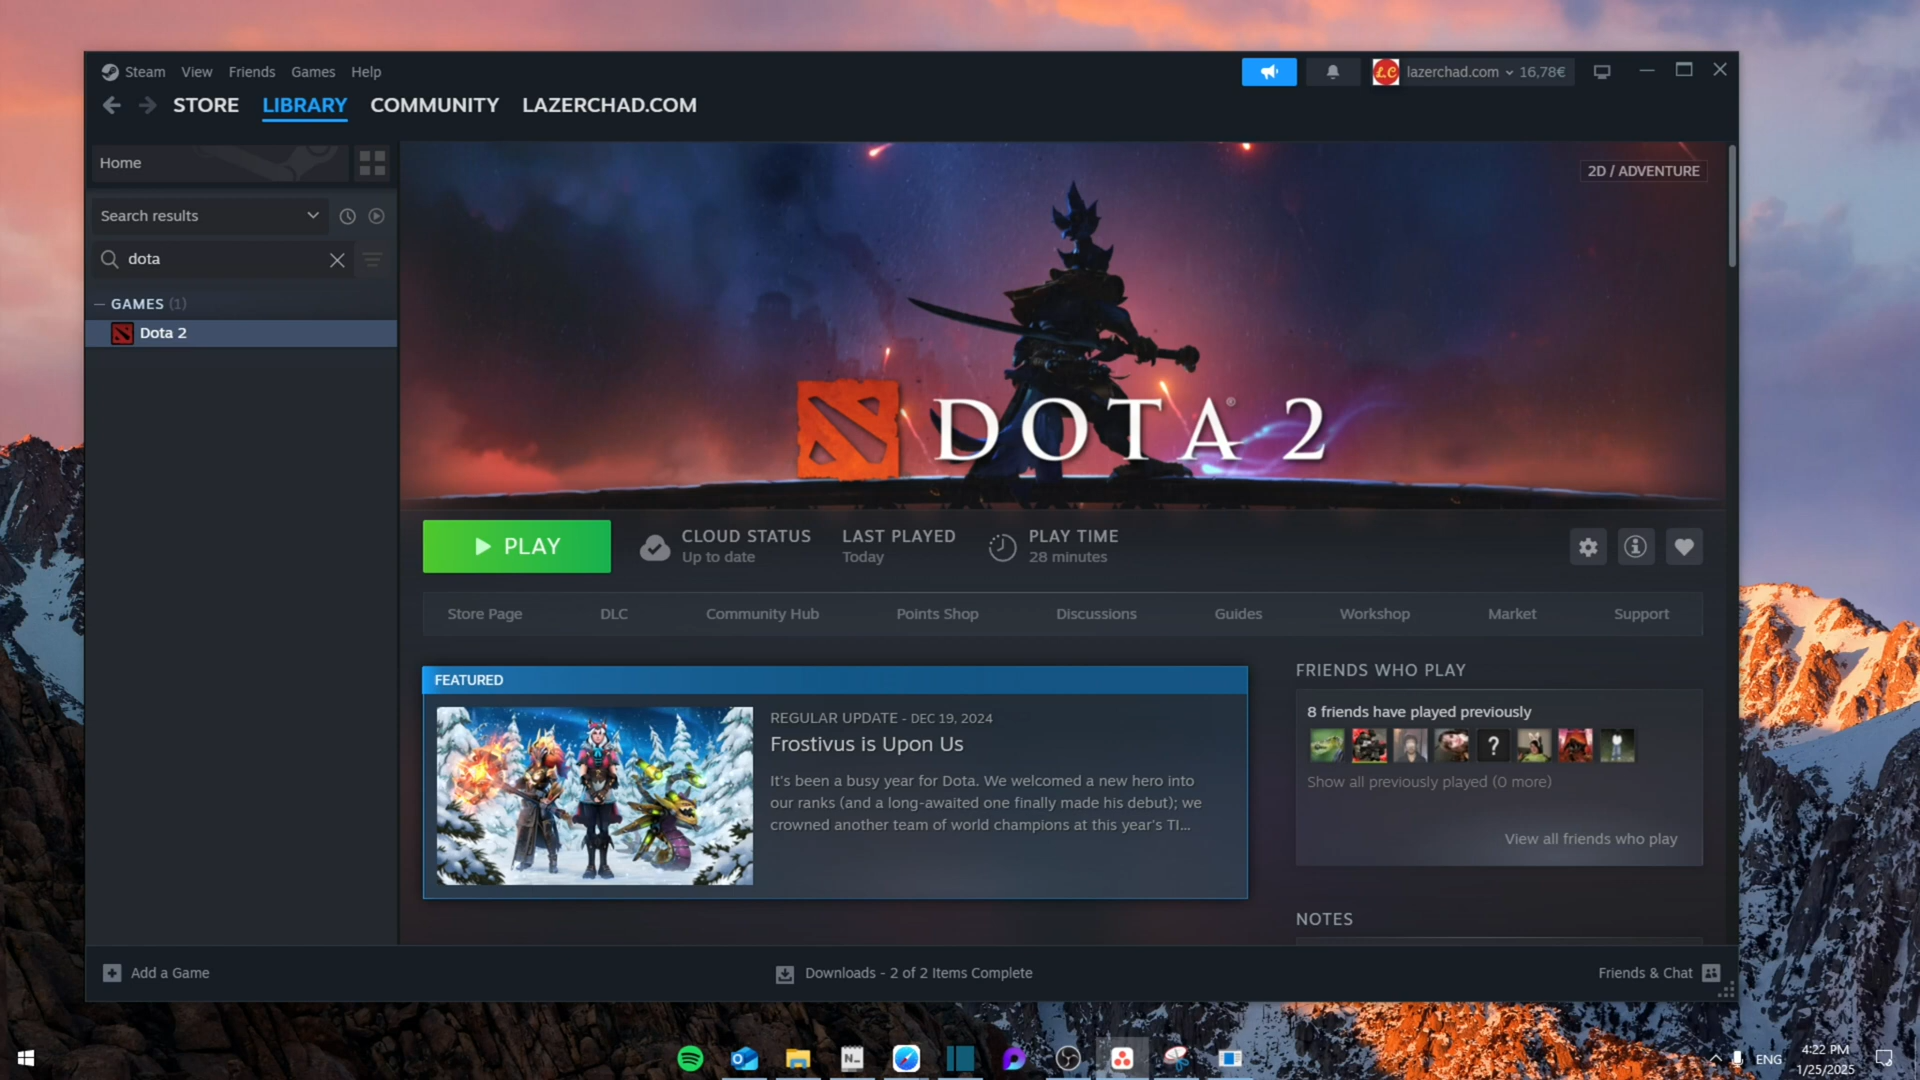 Steam View Friends Games Help
lazerchad.com 16,78€
STORE LIBRARY COMMUNITY LAZERCHAD.COM
Home
2D / ADVENTURE
Search results
dota
GAMES (1)
Dota 2
DOTA® 2
PLAY
CLOUD STATUS
Up to date
LAST PLAYED
Today
PLAY TIME
28 minutes
Store Page DLC Community Hub Points Shop Discussions Guides Workshop Market Support
FEATURED
REGULAR UPDATE - DEC 19, 2024
Frostivus is Upon Us
It's been a busy year for Dota. We welcomed a new hero into
our ranks (and a long-awaited one finally made his debut); we
crowned another team of world champions at this year's TI...
FRIENDS WHO PLAY
8 friends have played previously
?
Show all previously played (0 more)
View all friends who play
NOTES
Add a Game
Downloads - 2 of 2 Items Complete
Friends & Chat
ENG
4:22 PM
1/25/2025